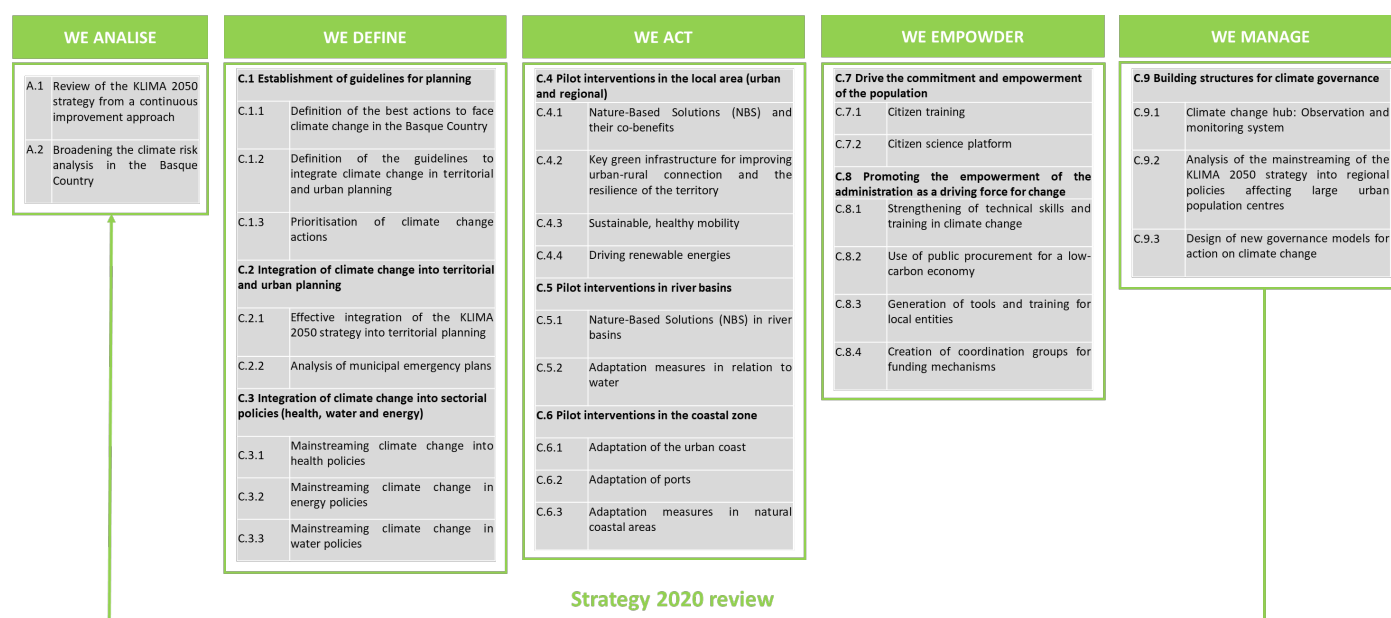 WE ANALISE
A.1 Review of the KLIMA 2050
strategy from a continuous
improvement approach
A.2 Broadening the climate risk
analysis in the Basque
Country
WE DEFINE
C.1 Establishment of guidelines for planning
C.1.1 Definition of the best actions to face
climate change in the Basque Country
C.1.2 Definition of the guidelines to
integrate climate change in territorial
and urban planning
C.1.3 Prioritisation of climate change
actions
C.2 Integration of climate change into territorial
and urban planning
C.2.1 Effective integration of the KLIMA
2050 strategy into territorial planning
C.2.2 Analysis of municipal emergency plans
C.3 Integration of climate change into sectorial
policies (health, water and energy)
C.3.1 Mainstreaming climate change into
health policies
C.3.2 Mainstreaming climate change in
energy policies
C.3.3 Mainstreaming climate change in
water policies
WE ACT
C.4 Pilot interventions in the local area (urban
and regional)
C.4.1 Nature-Based Solutions (NBS) and
their co-benefits
C.4.2 Key green infrastructure for improving
urban-rural connection and the
resilience of the territory
C.4.3 Sustainable, healthy mobility
C.4.4 Driving renewable energies
C.5 Pilot interventions in river basins
C.5.1 Nature-Based Solutions (NBS) in river
basins
C.5.2 Adaptation measures in relation to
water
C.6 Pilot interventions in the coastal zone
C.6.1 Adaptation of the urban coast
C.6.2 Adaptation of ports
C.6.3 Adaptation measures in natural
coastal areas
WE EMPOWDER
C.7 Drive the commitment and empowerment
of the population
C.7.1 Citizen training
C.7.2 Citizen science platform
C.8 Promoting the empowerment of the
administration as a driving force for change
C.8.1 Strengthening of technical skills and
training in climate change
C.8.2 Use of public procurement for a low-
carbon economy
C.8.3 Generation of tools and training for
local entities
C.8.4 Creation of coordination groups for
funding mechanisms
WE MANAGE
C.9 Building structures for climate governance
C.9.1 Climate change hub: Observation and
monitoring system
C.9.2 Analysis of the mainstreaming of the
KLIMA 2050 strategy into regional
policies affecting large urban
population centres
C.9.3 Design of new governance models for
action on climate change
Strategy 2020 review